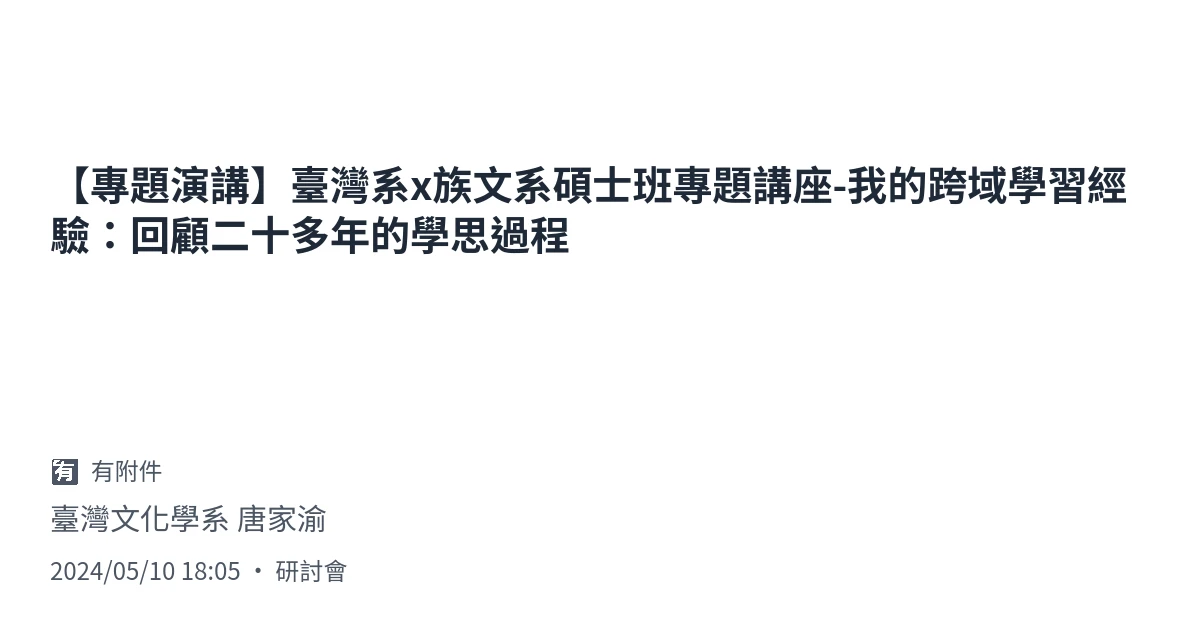 【專題演講】臺灣系x族文系碩士班專題講座-我的跨域學習經
驗：回顧二十多年的學思過程
有 有附件
臺灣文化學系 唐家渝
2024/05/10 18:05 • 研討會